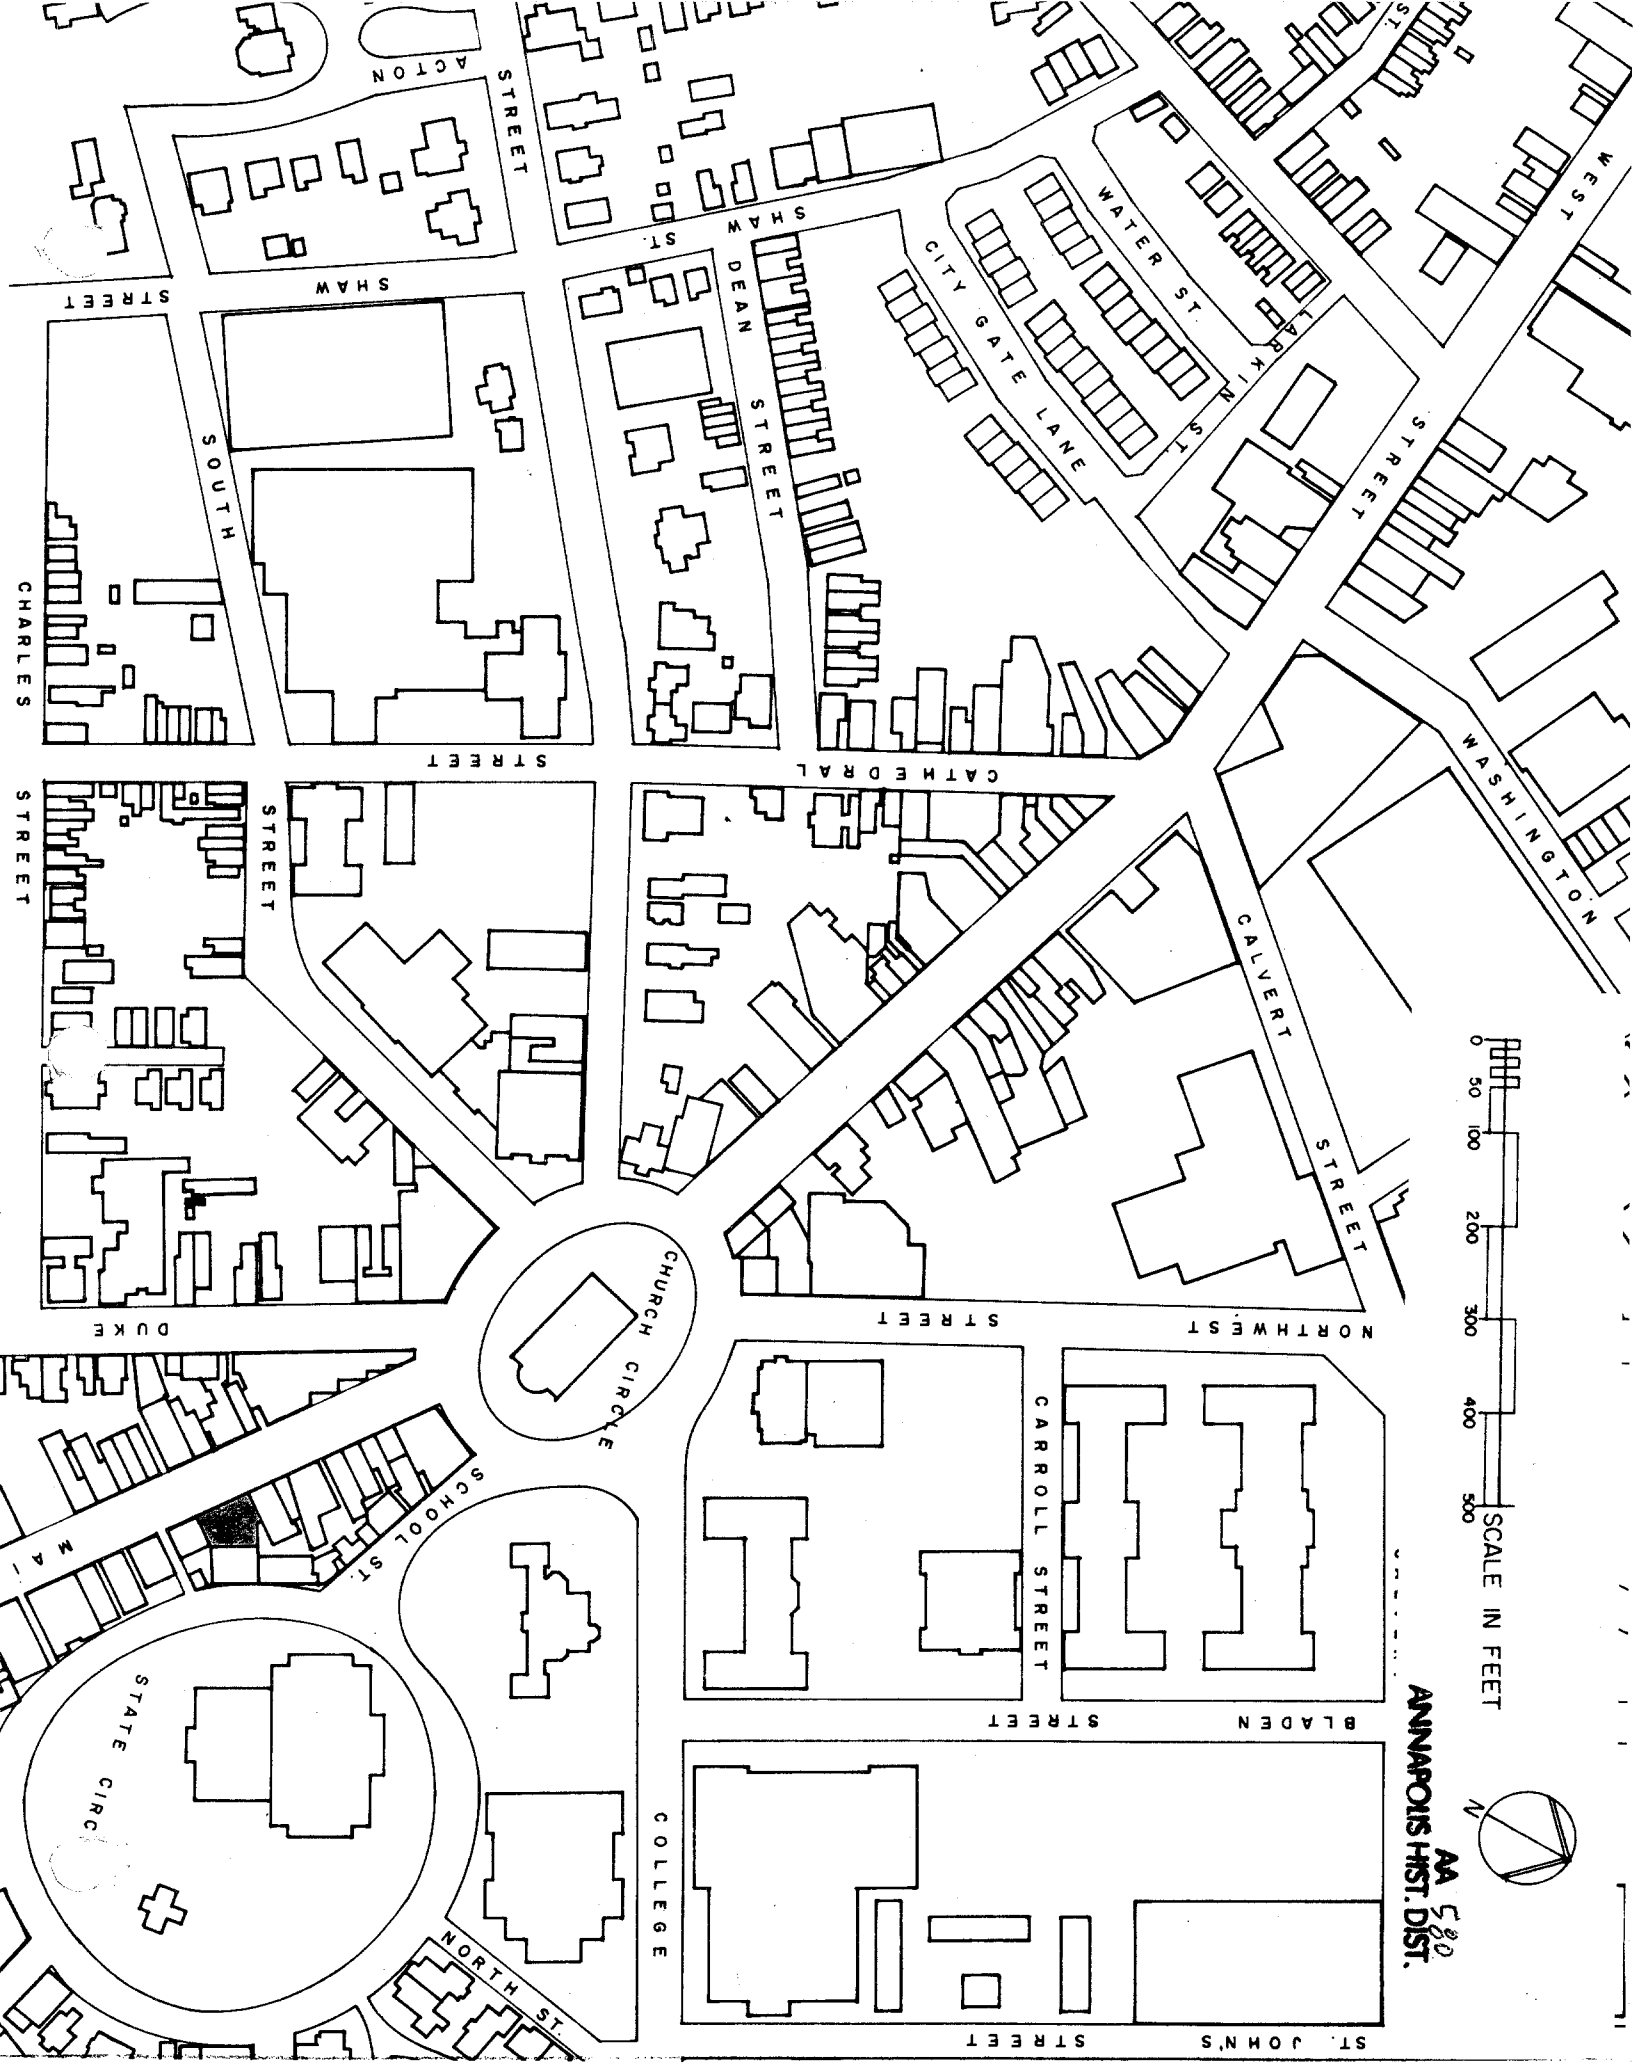 ACTON
STREET
SHAW ST.
STREET SHAW
WATER ST.
CITY GATE LANE
LARKIN ST.
DEAN STREET
WEST STREET
ST.
SOUTH STREET
CHARLES STREET
CATHEDRAL STREET
WASHINGTON
CALVERT STREET
DUKE
CHURCH CIRCLE
NORTHWEST STREET
CARROLL STREET
SCHOOL ST.
MAI
STATE CIRC
BLADEN STREET
COLLEGE
NORTH ST.
ST. JOHN'S STREET
0 50 100 200 300 400 500
SCALE IN FEET
N
AA 580
ANNAPOLIS HIST. DIST.